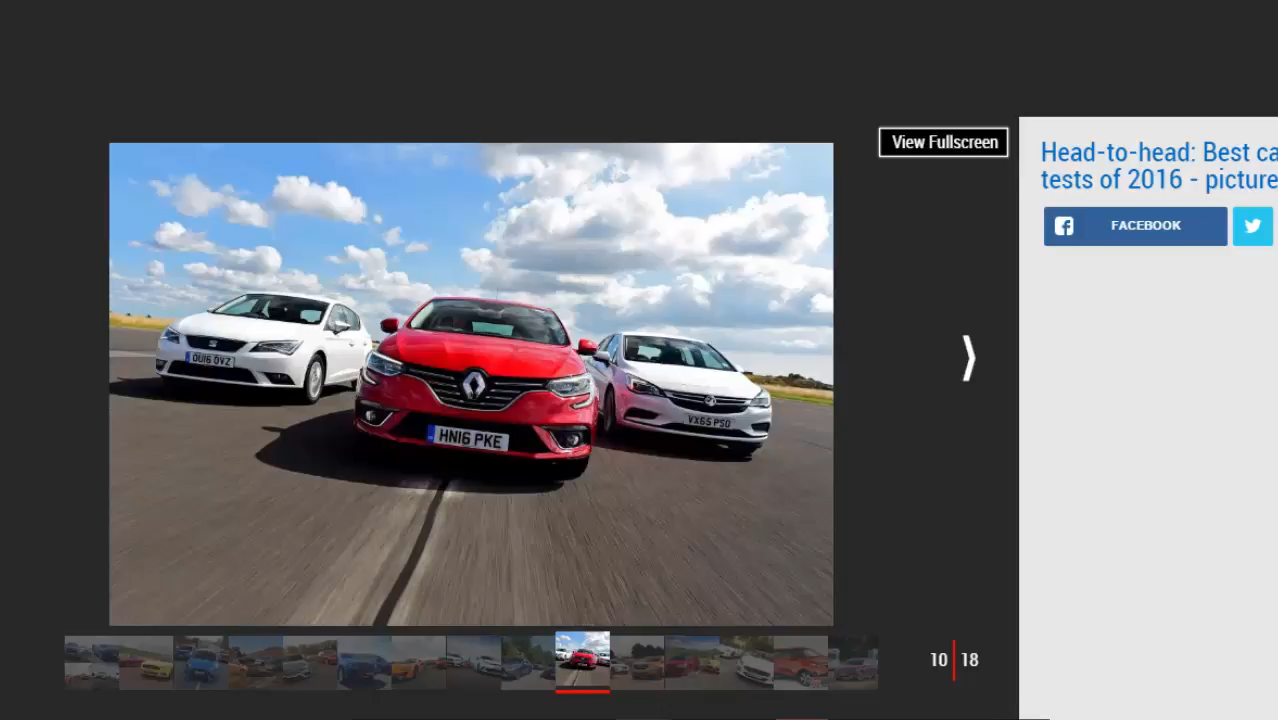 View Fullscreen
Head-to-head: Best ca
tests of 2016 - picture
FACEBOOK
OU16 OVZ
HN16 PKE
VX65 PSO
10 18